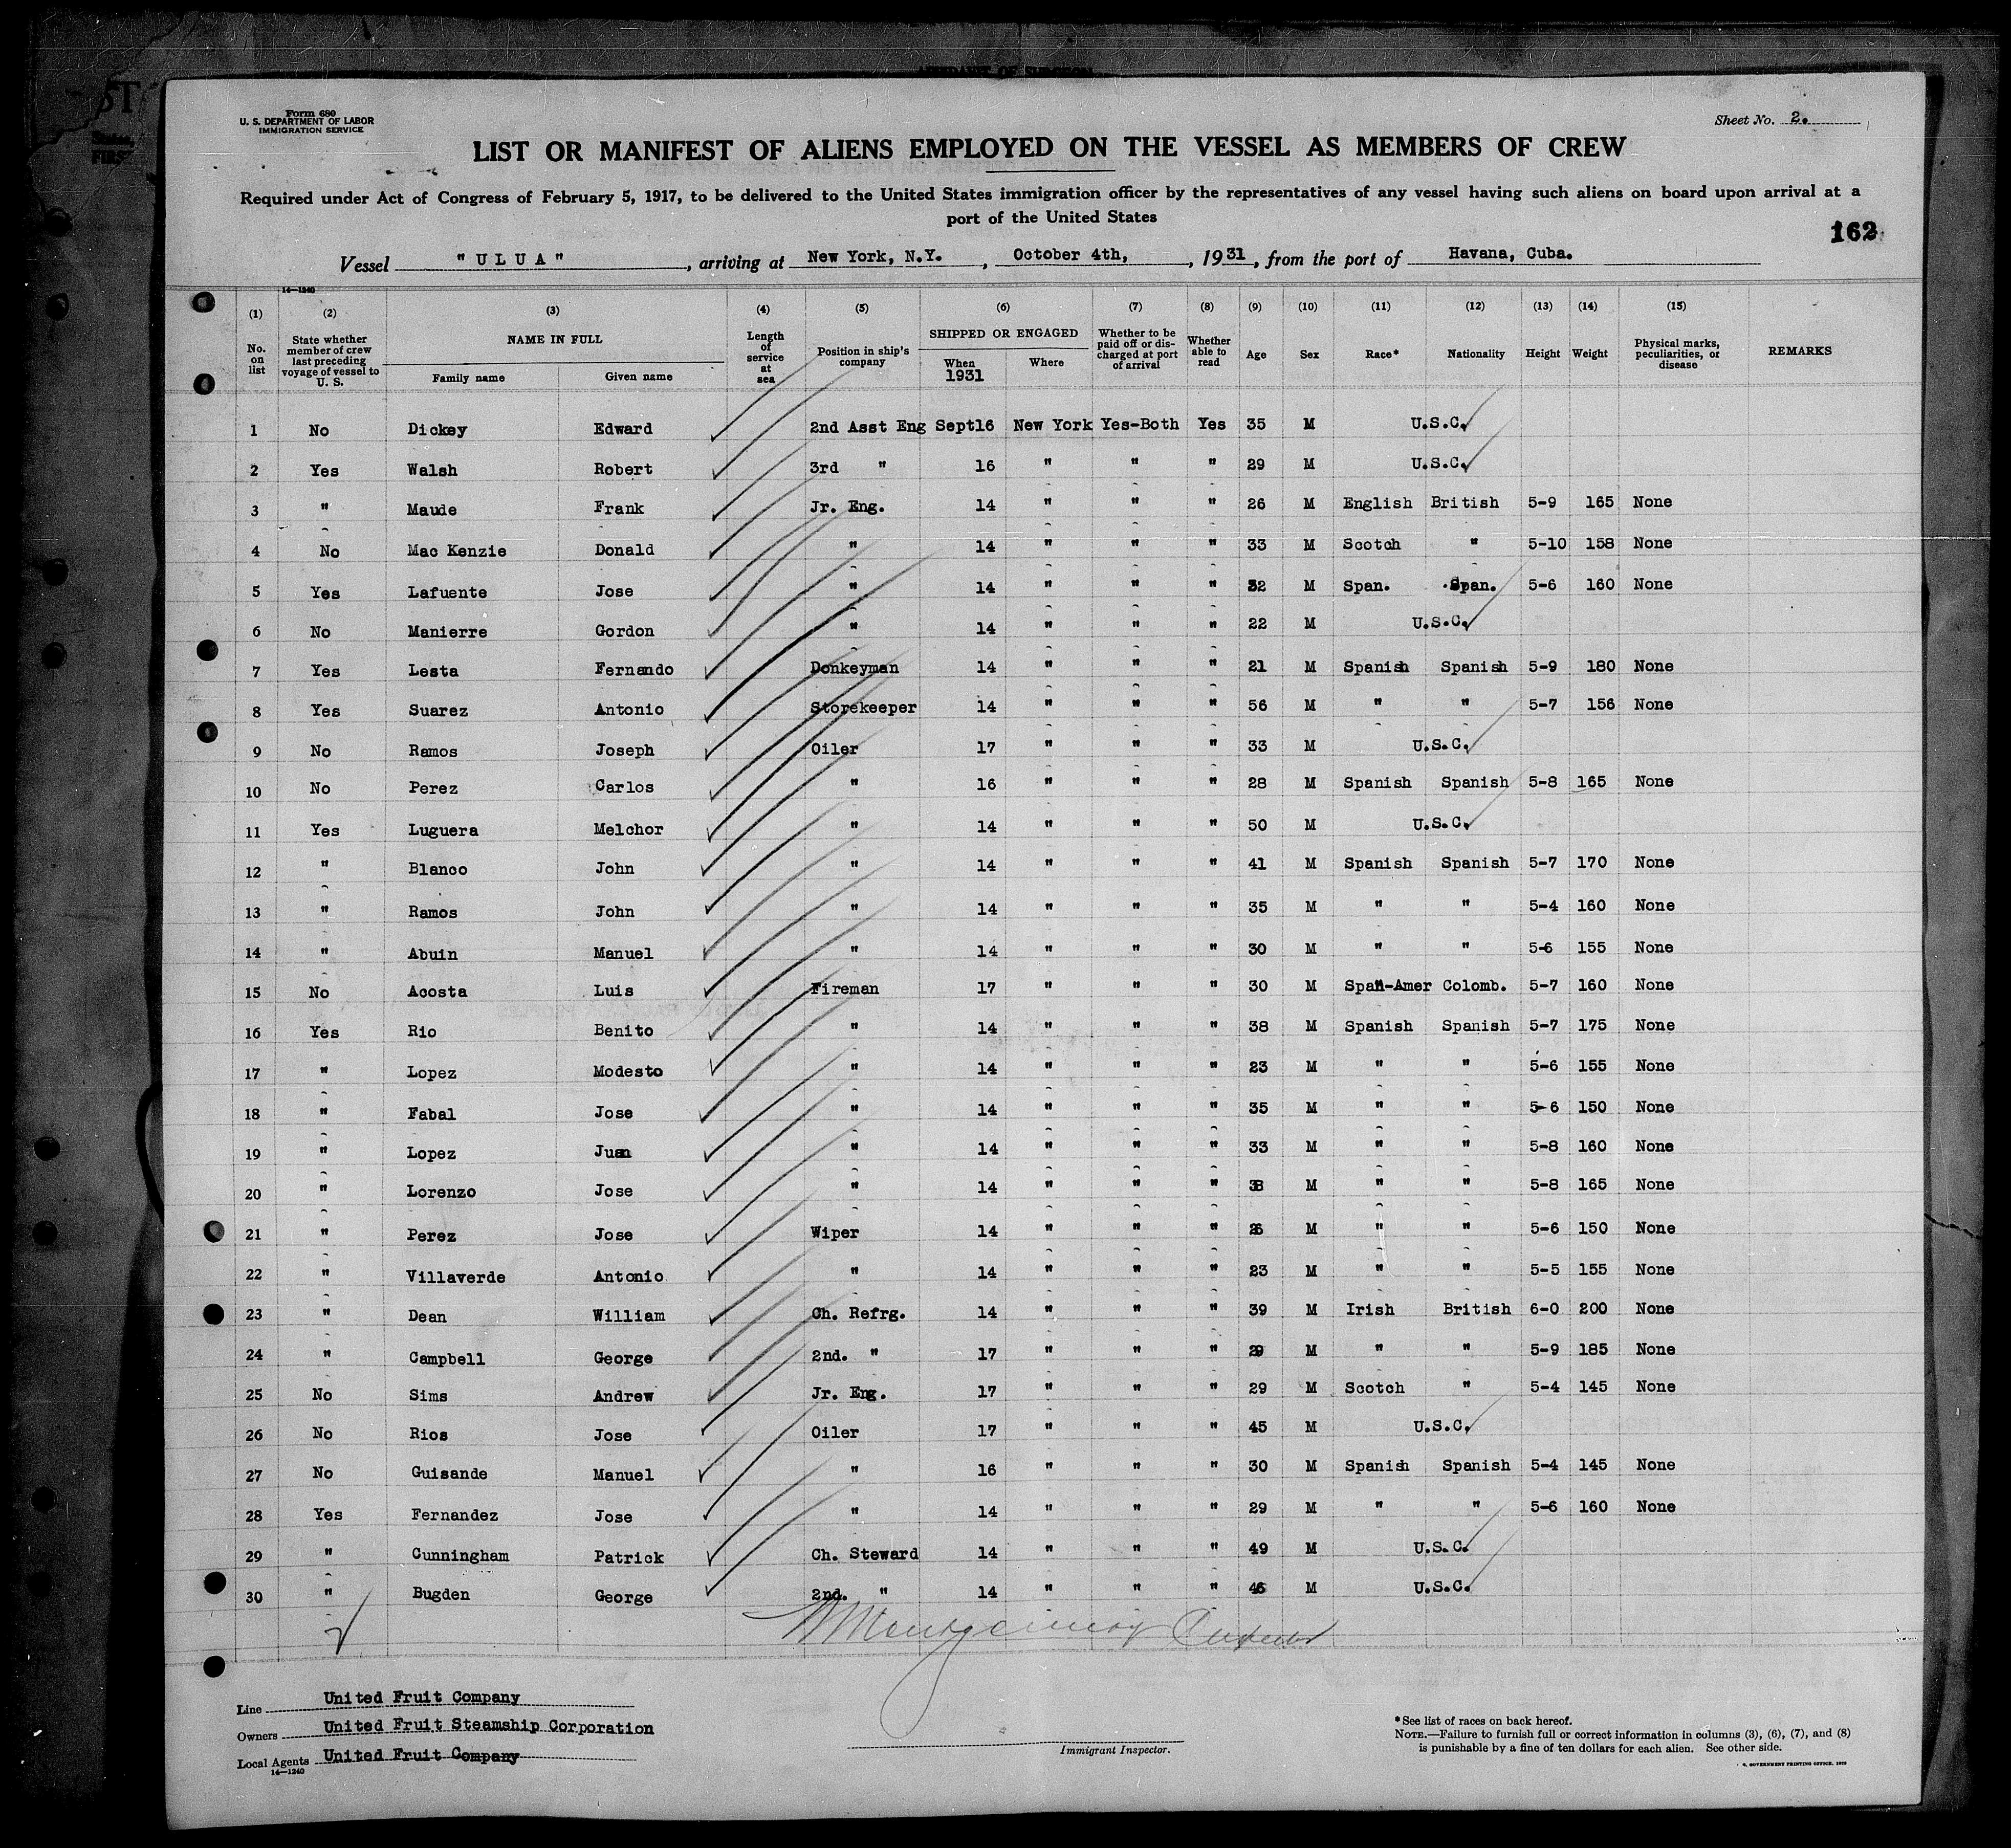 Form 680
U. S. DEPARTMENT OF LABOR
IMMIGRATION SERVICE
Sheet No. 2.
LIST OR MANIFEST OF ALIENS EMPLOYED ON THE VESSEL AS MEMBERS OF CREW
Required under Act of Congress of February 5, 1917, to be delivered to the United States immigration officer by the representatives of any vessel having such aliens on board upon arrival at a
port of the United States
162
Vessel "ULUA", arriving at New York, N.Y., October 4th, 1931, from the port of Havana, Cuba.
14—1240
(1) (2) (3) (4) (5) (6) (7) (8) (9) (10) (11) (12) (13) (14) (15)
No. on list State whether member of crew last preceding voyage of vessel to U. S. NAME IN FULL Family name Given name Length of service at sea Position in ship's company SHIPPED OR ENGAGED When 1931 Where Whether to be paid off or discharged at port of arrival Whether able to read Age Sex Race* Nationality Height Weight Physical marks, peculiarities, or disease REMARKS
1 No Dickey Edward 2nd Asst Eng Sept16 New York Yes-Both Yes 35 M U.S.C.
2 Yes Walsh Robert 3rd " 16 " " " 29 M U.S.C.
3 " Maude Frank Jr. Eng. 14 " " " 26 M English British 5-9 165 None
4 No Mac Kenzie Donald " 14 " " " 33 M Scotch " 5-10 158 None
5 Yes Lafuente Jose " 14 " " " 32 M Span. Span. 5-6 160 None
6 No Manierre Gordon " 14 " " " 22 M U.S.C.
7 Yes Lesta Fernando Donkeyman 14 " " " 21 M Spanish Spanish 5-9 180 None
8 Yes Suarez Antonio Storekeeper 14 " " " 56 M " " 5-7 156 None
9 No Ramos Joseph Oiler 17 " " " 33 M U.S.C.
10 No Perez Carlos " 16 " " " 28 M Spanish Spanish 5-8 165 None
11 Yes Luguera Melchor " 14 " " " 50 M U.S.C.
12 " Blanco John " 14 " " " 41 M Spanish Spanish 5-7 170 None
13 " Ramos John " 14 " " " 35 M " " 5-4 160 None
14 " Abuin Manuel " 14 " " " 30 M " " 5-6 155 None
15 No Acosta Luis Fireman 17 " " " 30 M Span-Amer Colomb. 5-7 160 None
16 Yes Rio Benito " 14 " " " 38 M Spanish Spanish 5-7 175 None
17 " Lopez Modesto " 14 " " " 23 M " " 5-6 155 None
18 " Fabal Jose " 14 " " " 35 M " " 5-6 150 None
19 " Lopez Juan " 14 " " " 33 M " " 5-8 160 None
20 " Lorenzo Jose " 14 " " " 38 M " " 5-8 165 None
21 " Perez Jose Wiper 14 " " " 26 M " " 5-6 150 None
22 " Villaverde Antonio " 14 " " " 23 M " " 5-5 155 None
23 " Dean William Ch. Refrg. 14 " " " 39 M Irish British 6-0 200 None
24 " Campbell George 2nd. " 17 " " " 29 M " " 5-9 185 None
25 No Sims Andrew Jr. Eng. 17 " " " 29 M Scotch " 5-4 145 None
26 No Rios Jose Oiler 17 " " " 45 M U.S.C.
27 No Guisande Manuel " 16 " " " 30 M Spanish Spanish 5-4 145 None
28 Yes Fernandez Jose " 14 " " " 29 M " " 5-6 160 None
29 " Cunningham Patrick Ch. Steward 14 " " " 49 M U.S.C.
30 " Bugden George 2nd. " 14 " " " 46 M U.S.C.
Montgomery
Line United Fruit Company
Owners United Fruit Steamship Corporation
Local Agents United Fruit Company
14—1240
Immigrant Inspector.
*See list of races on back hereof.
NOTE.—Failure to furnish full or correct information in columns (3), (6), (7), and (8)
is punishable by a fine of ten dollars for each alien. See other side.
GOVERNMENT PRINTING OFFICE